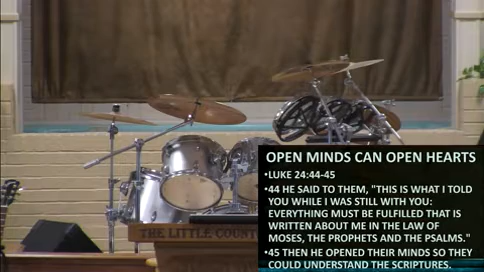 OPEN MINDS CAN OPEN HEARTS
•LUKE 24:44-45
•44 HE SAID TO THEM, "THIS IS WHAT I TOLD
YOU WHILE I WAS STILL WITH YOU:
EVERYTHING MUST BE FULFILLED THAT IS
WRITTEN ABOUT ME IN THE LAW OF
MOSES, THE PROPHETS AND THE PSALMS."
•45 THEN HE OPENED THEIR MINDS SO THEY
COULD UNDERSTAND THE SCRIPTURES.
THE LITTLE COUNT